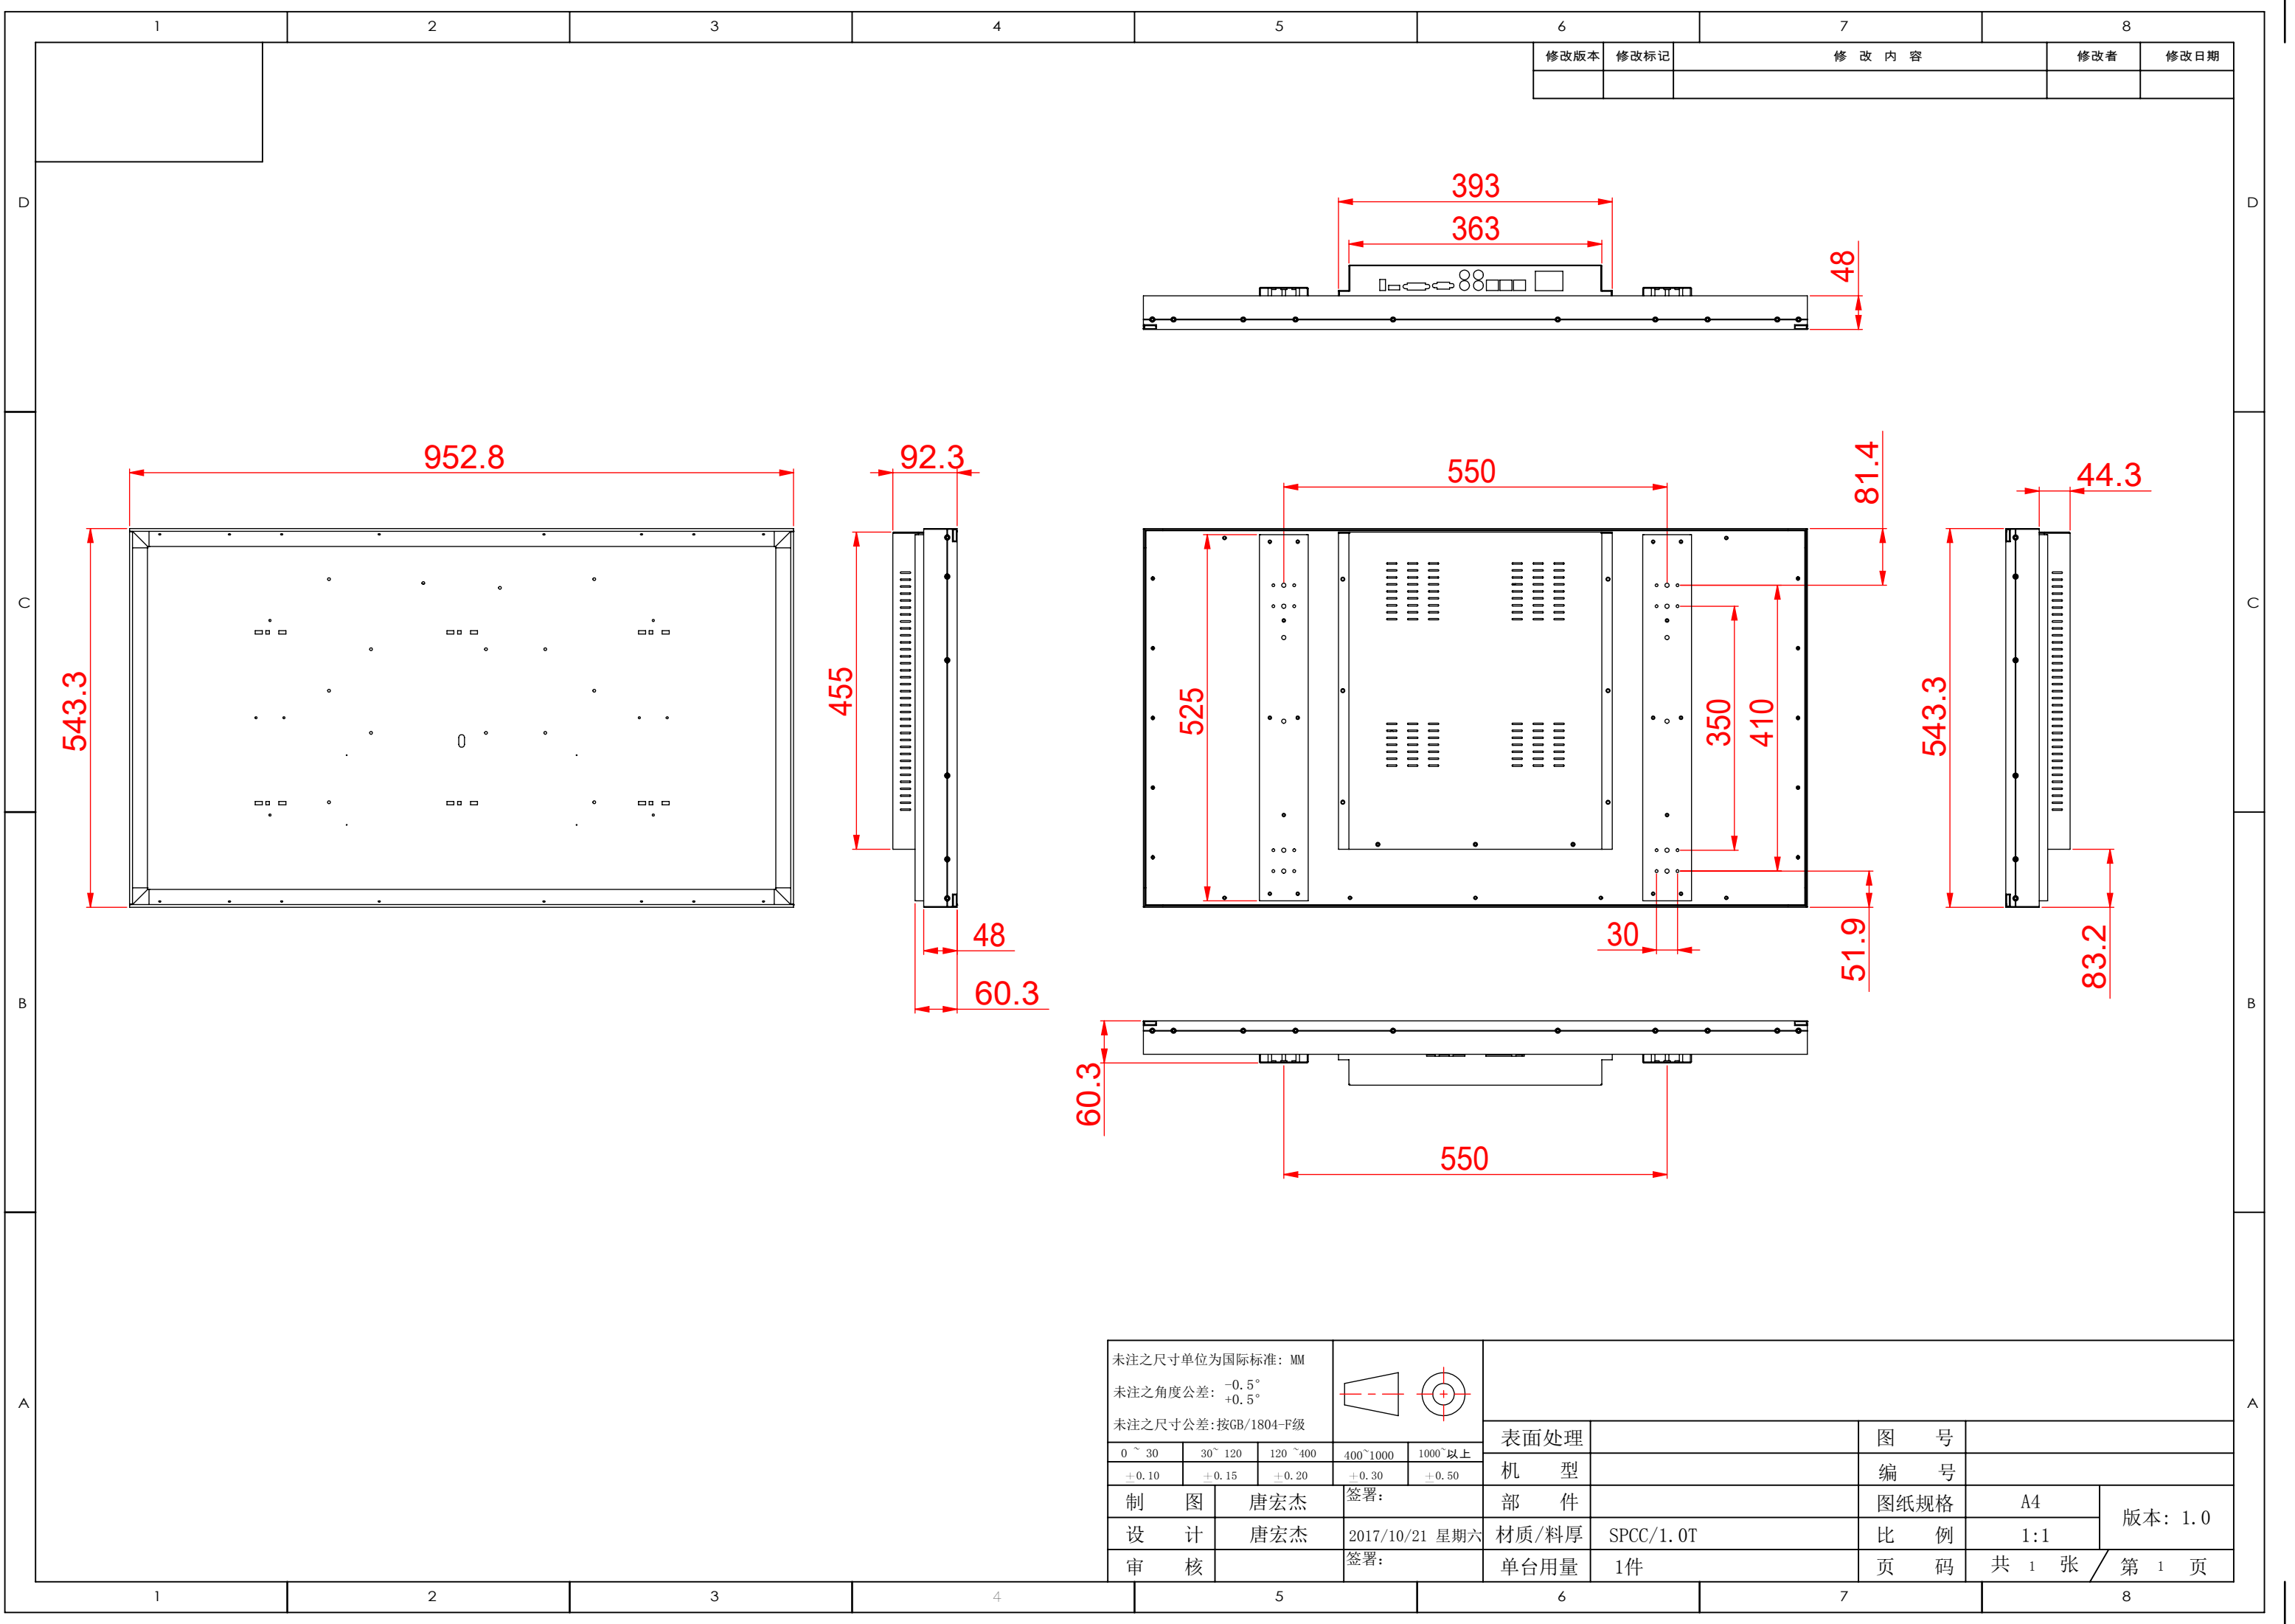 1 2 3 4 5 6 7 8
修改版本 修改标记 修 改 内 容 修改者 修改日期
D D
393
363
48
952.8 92.3 550 81.4 44.3
C C
543.3 455 525 350 410 543.3
48 30 51.9 83.2
60.3
B B
60.3
550
未注之尺寸单位为国际标准: MM
未注之角度公差: -0.5°
+0.5°
未注之尺寸公差:按GB/1804-F级
A A
0 ~ 30 30~ 120 120 ~400 400~1000 1000~以上
±0.10 ±0.15 ±0.20 ±0.30 ±0.50
表面处理 图 号
机 型 编 号
制 图 唐宏杰 签署: 部 件 图纸规格 A4 版本: 1.0
设 计 唐宏杰 2017/10/21 星期六 材质/料厚 SPCC/1.0T 比 例 1:1
审 核 签署: 单台用量 1件 页 码 共 1 张 / 第 1 页
1 2 3 4 5 6 7 8